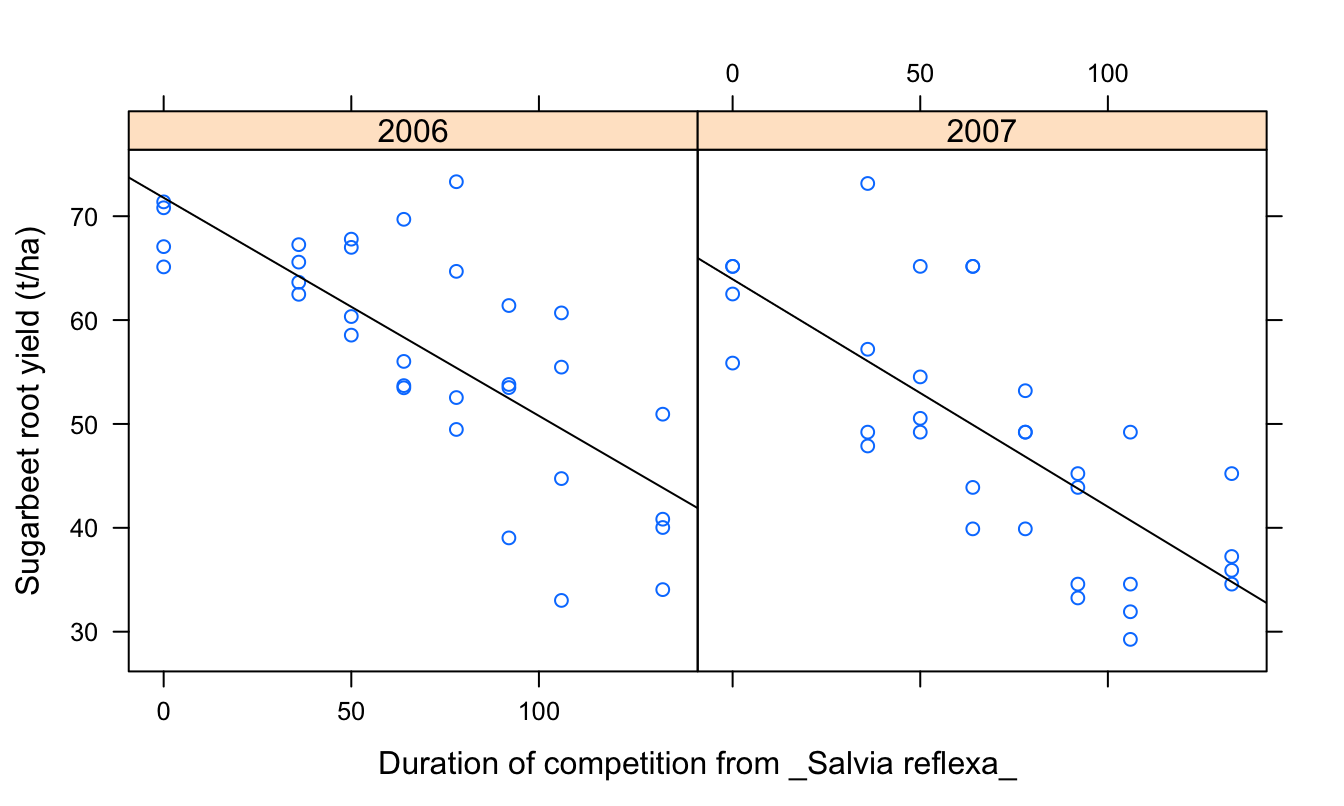 0 50 100
2006 2007
Sugarbeet root yield (t/ha)
70
60
50
40
30
0 50 100
Duration of competition from _Salvia reflexa_